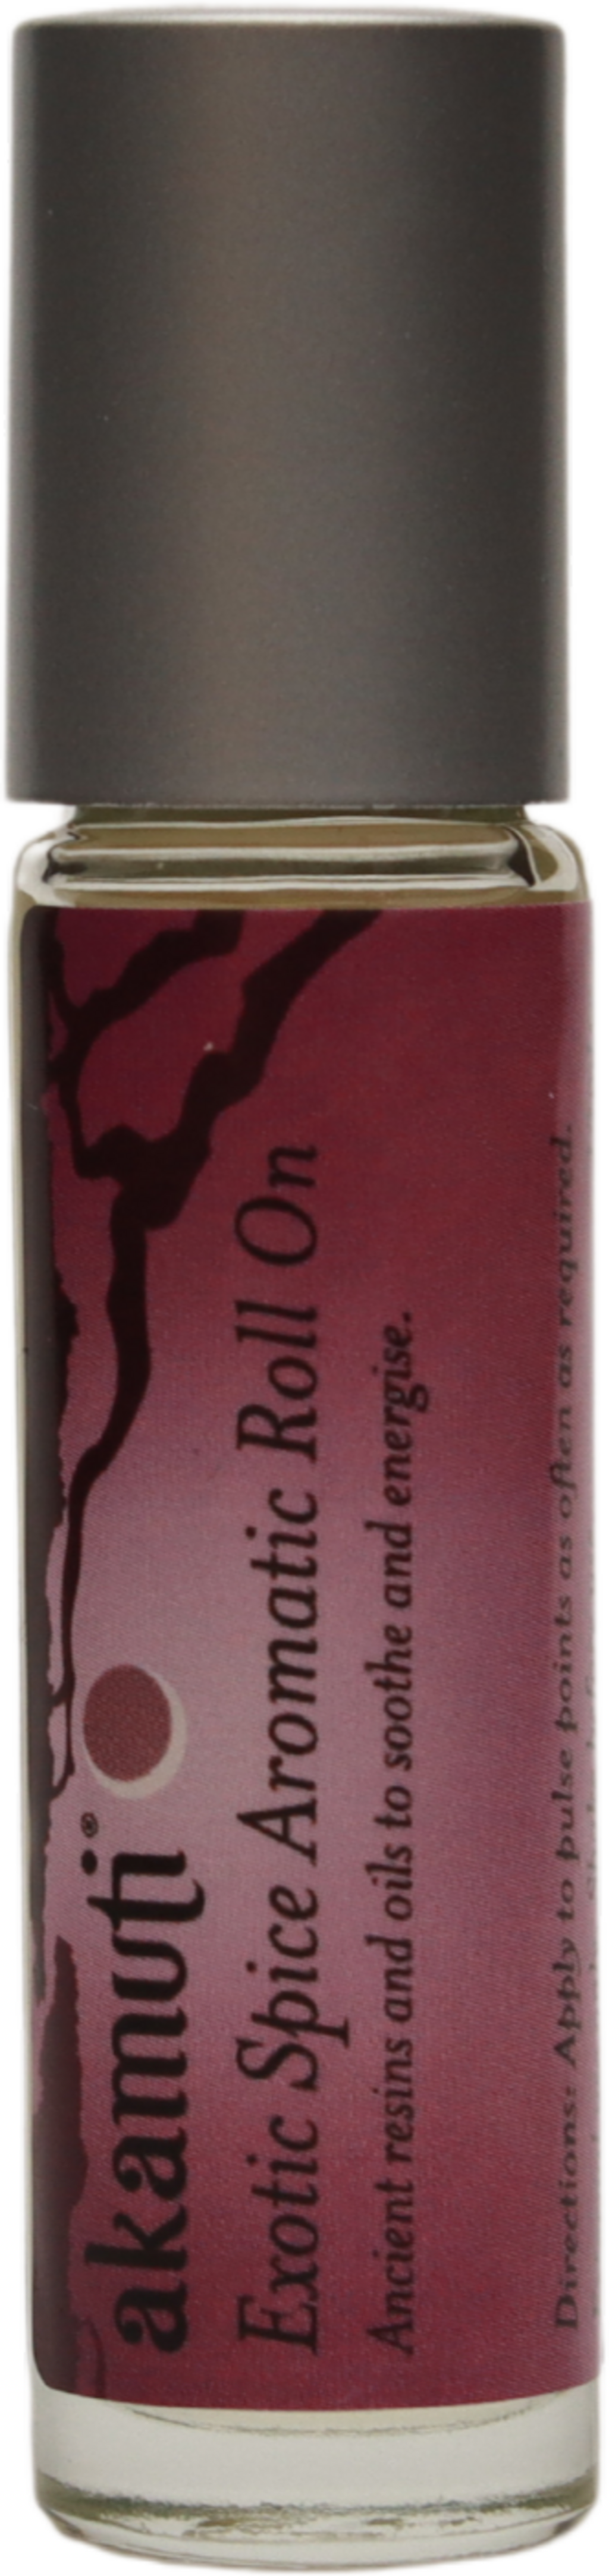 akamuti®
Exotic Spice Aromatic Roll On
Ancient resins and oils to soothe and energise.
Directions: Apply to pulse points as often as required.